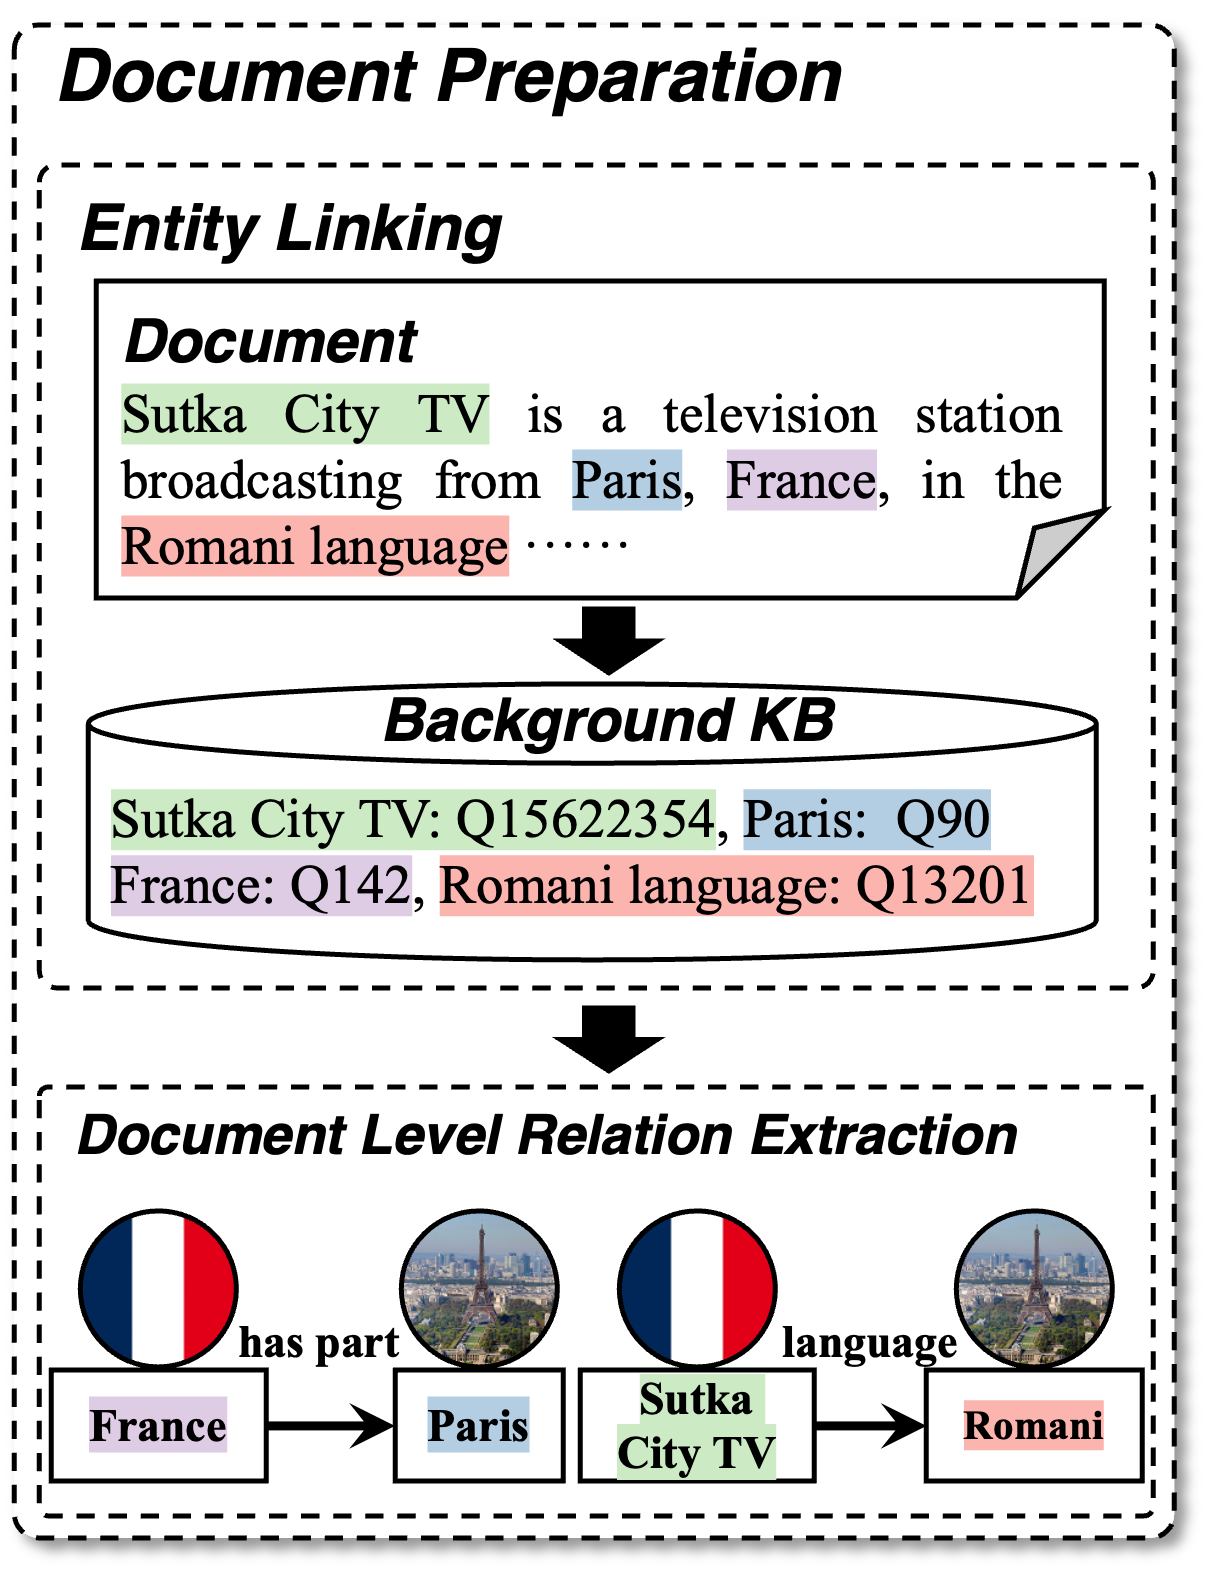 Document Preparation
Entity Linking
Document
Sutka City TV is a television station
broadcasting from Paris, France, in the
Romani language ······
Background KB
Sutka City TV: Q15622354, Paris: Q90
France: Q142, Romani language: Q13201
Document Level Relation Extraction
has part
language
France
Paris
Sutka
City TV
Romani